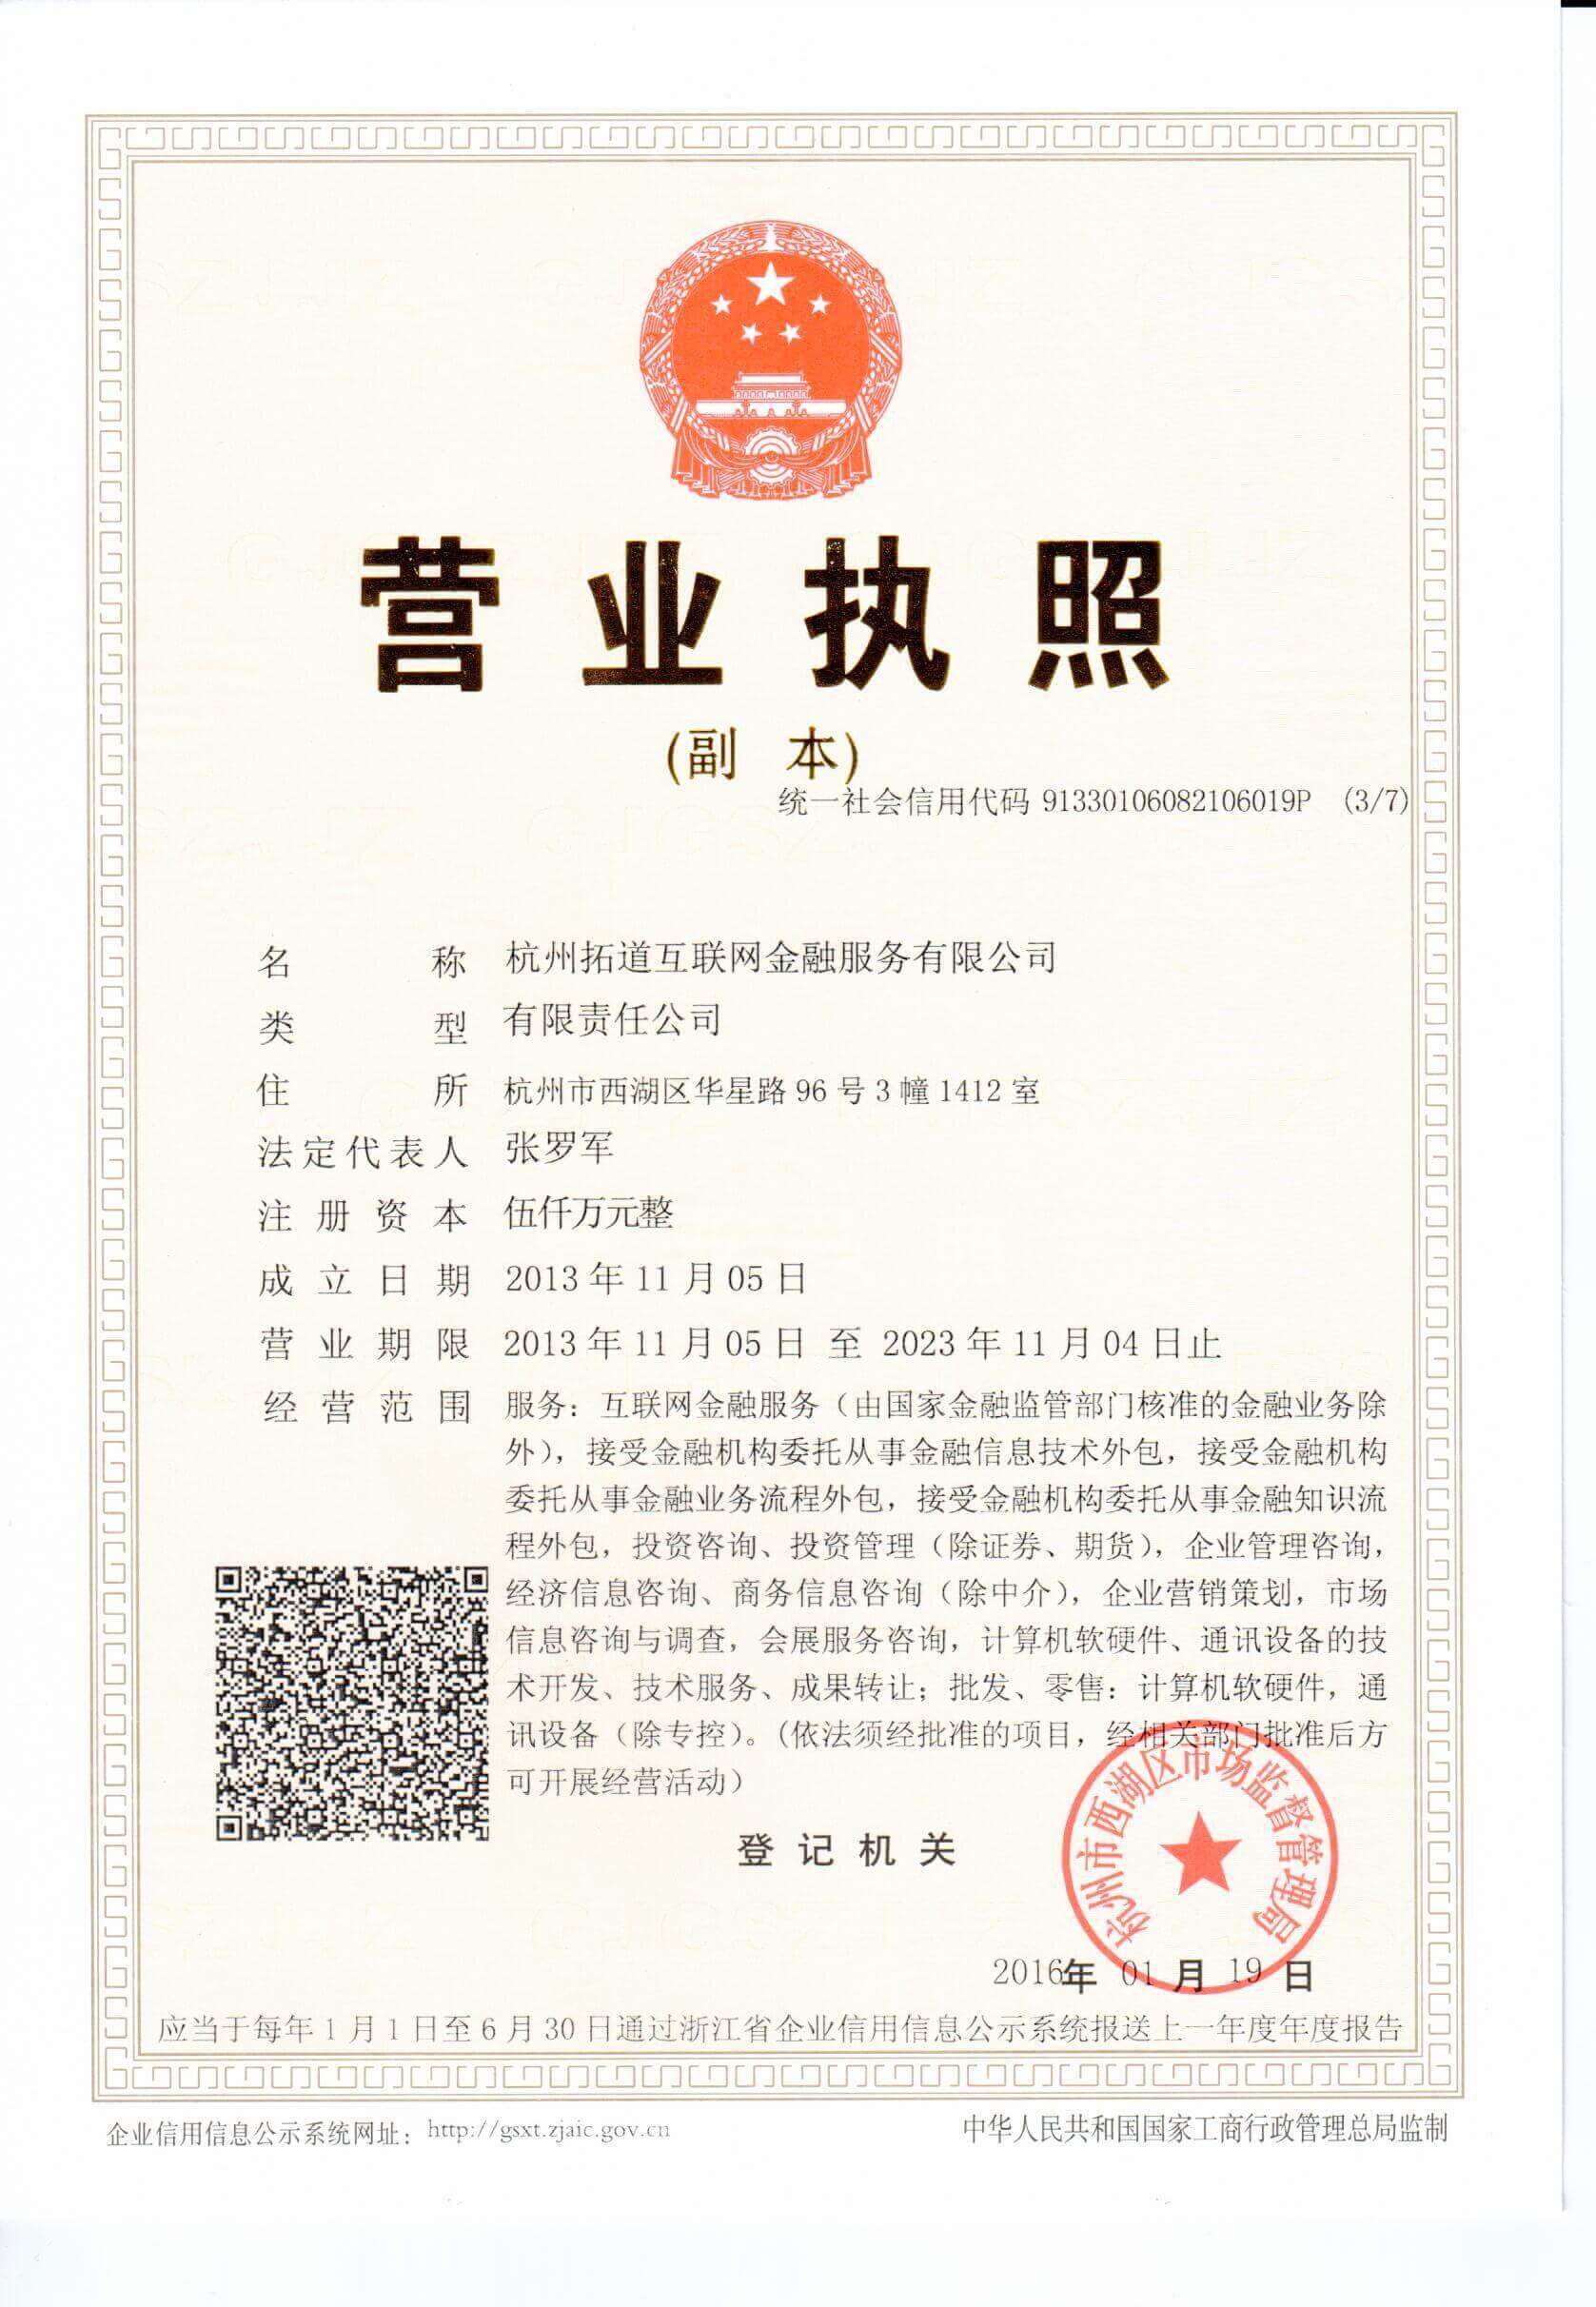 营业执照
(副 本)
统一社会信用代码 91330106082106019P (3/7)
名称 杭州拓道互联网金融服务有限公司
类型 有限责任公司
住所 杭州市西湖区华星路 96 号 3 幢 1412 室
法定代表人 张罗军
注册资本 伍仟万元整
成立日期 2013 年 11 月 05 日
营业期限 2013 年 11 月 05 日 至 2023 年 11 月 04 日止
经营范围 服务：互联网金融服务（由国家金融监管部门核准的金融业务除
外），接受金融机构委托从事金融信息技术外包，接受金融机构
委托从事金融业务流程外包，接受金融机构委托从事金融知识流
程外包，投资咨询、投资管理（除证券、期货），企业管理咨询，
经济信息咨询、商务信息咨询（除中介），企业营销策划，市场
信息咨询与调查，会展服务咨询，计算机软硬件、通讯设备的技
术开发、技术服务、成果转让；批发、零售：计算机软硬件，通
讯设备（除专控）。（依法须经批准的项目，经相关部门批准后方
可开展经营活动）
登记机关
杭州市西湖区市场监督管理局
2016年 01 月 19 日
应当于每年 1 月 1 日至 6 月 30 日通过浙江省企业信用信息公示系统报送上一年度年度报告
企业信用信息公示系统网址：http://gsxt.zjaic.gov.cn
中华人民共和国国家工商行政管理总局监制